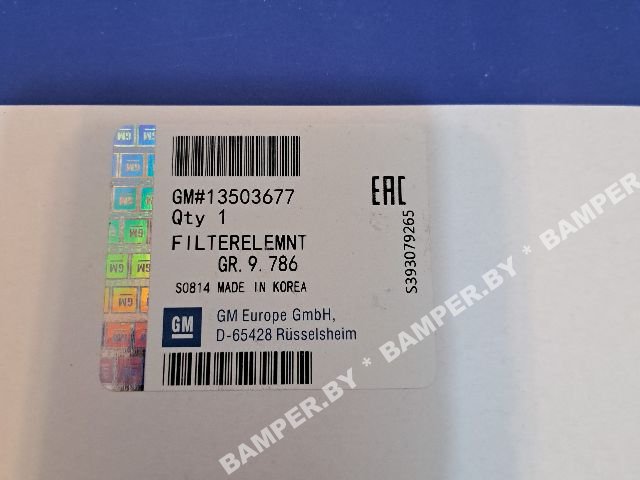 GM#13503677
Qty 1
FILTERELEMNT
GR. 9. 786
S0814 MADE IN KOREA
GM
GM Europe GmbH,
D-65428 Rüsselsheim
EAC
S393079265
BAMPER.BY * BAMPER.BY * BAMPER.BY